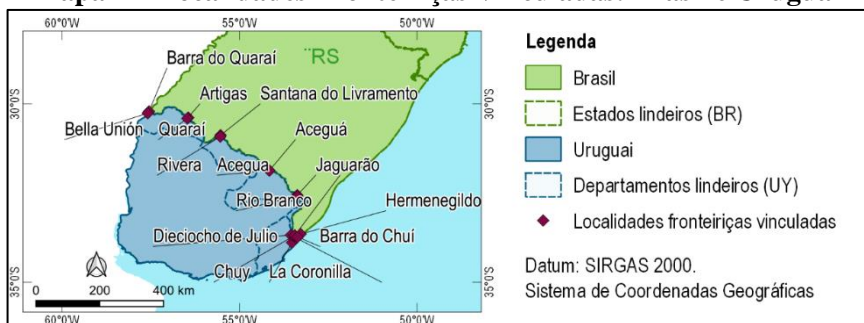 60°0'W 55°0'W 50°0'W
Barra do Quaraí
RS
Artigas
Santana do Livramento
30°0'S 30°0'S
Bella Unión
Quaraí
Aceguá
Rivera
Acegua
Jaguarão
Rio Branco
Hermenegildo
Dieciocho de Julio
Barra do Chuí
Chuy
La Coronilla
35°0'S 35°0'S
0 200 400 km
60°0'W 55°0'W 50°0'W
Legenda
Brasil
Estados lindeiros (BR)
Uruguai
Departamentos lindeiros (UY)
Localidades fronteiriças vinculadas
Datum: SIRGAS 2000.
Sistema de Coordenadas Geográficas